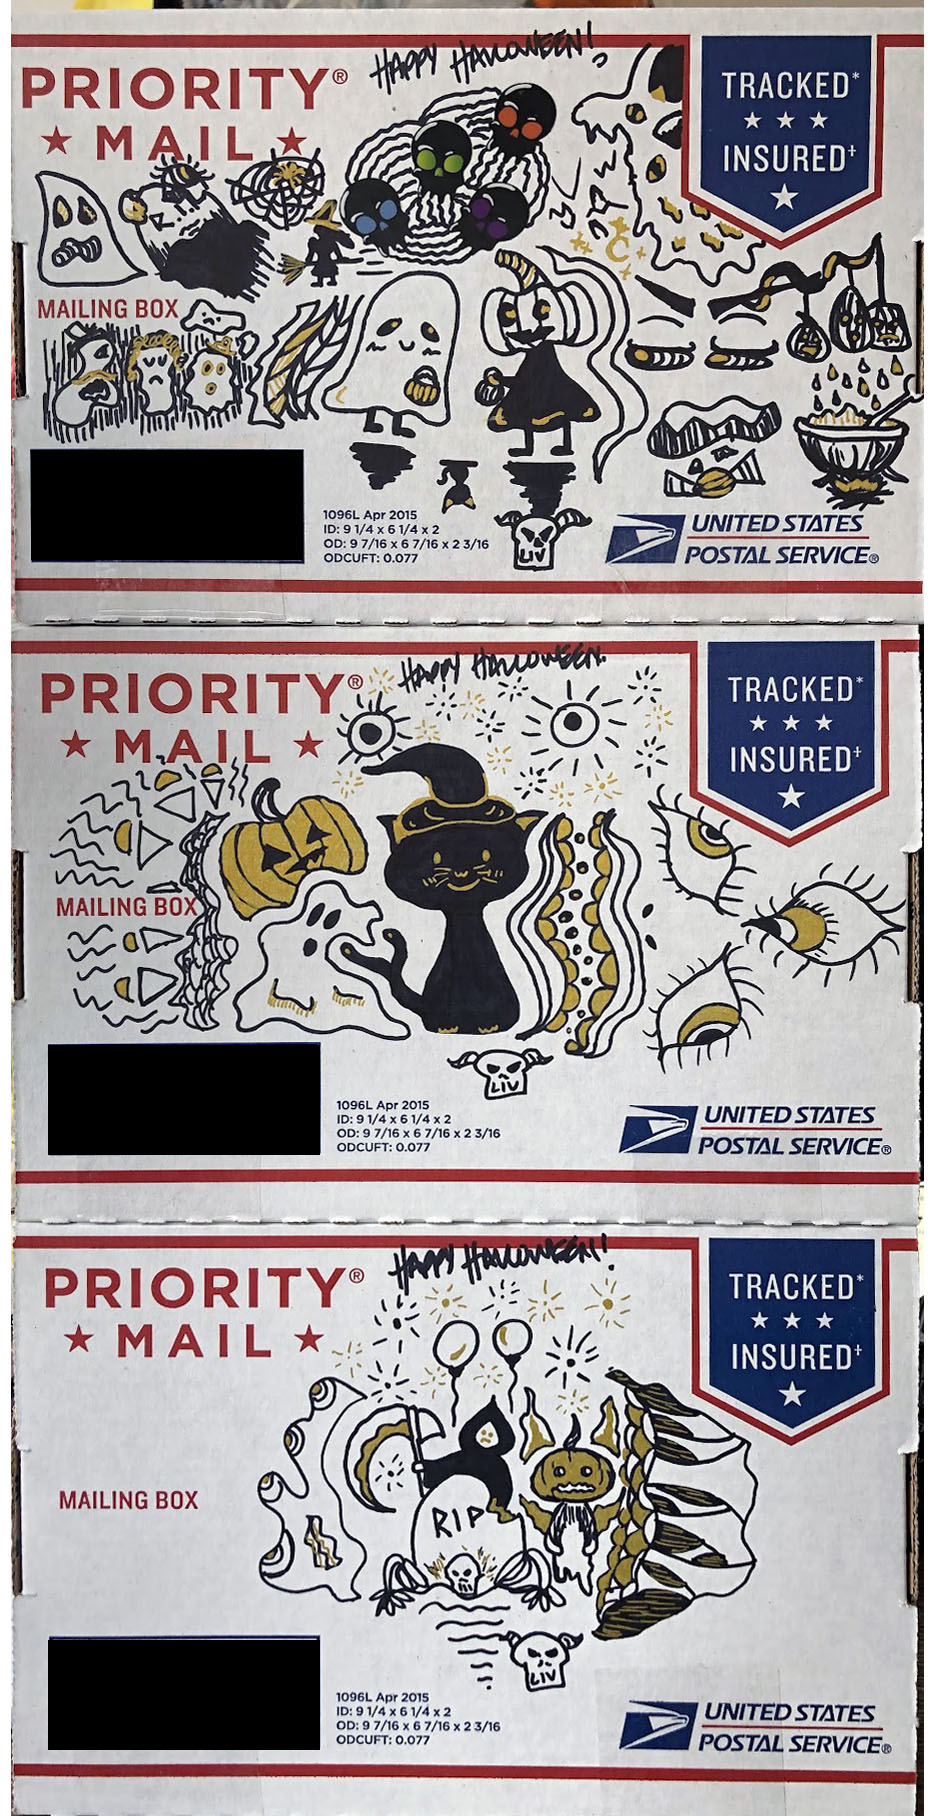 HAPPY HALLOWEEN!
PRIORITY®
★ MAIL ★
TRACKED*
★ ★ ★
INSURED†
★
MAILING BOX
1096L Apr 2015
ID: 9 1/4 x 6 1/4 x 2
OD: 9 7/16 x 6 7/16 x 2 3/16
ODCUFT: 0.077
LIV
UNITED STATES
POSTAL SERVICE®
HAPPY HALLOWEEN.
PRIORITY®
★ MAIL ★
TRACKED*
★ ★ ★
INSURED†
★
MAILING BOX
LIV
1096L Apr 2015
ID: 9 1/4 x 6 1/4 x 2
OD: 9 7/16 x 6 7/16 x 2 3/16
ODCUFT: 0.077
UNITED STATES
POSTAL SERVICE®
HAPPY HALLOWEEN!
PRIORITY®
★ MAIL ★
TRACKED*
★ ★ ★
INSURED†
★
MAILING BOX
RIP
LIV
1096L Apr 2015
ID: 9 1/4 x 6 1/4 x 2
OD: 9 7/16 x 6 7/16 x 2 3/16
ODCUFT: 0.077
UNITED STATES
POSTAL SERVICE®